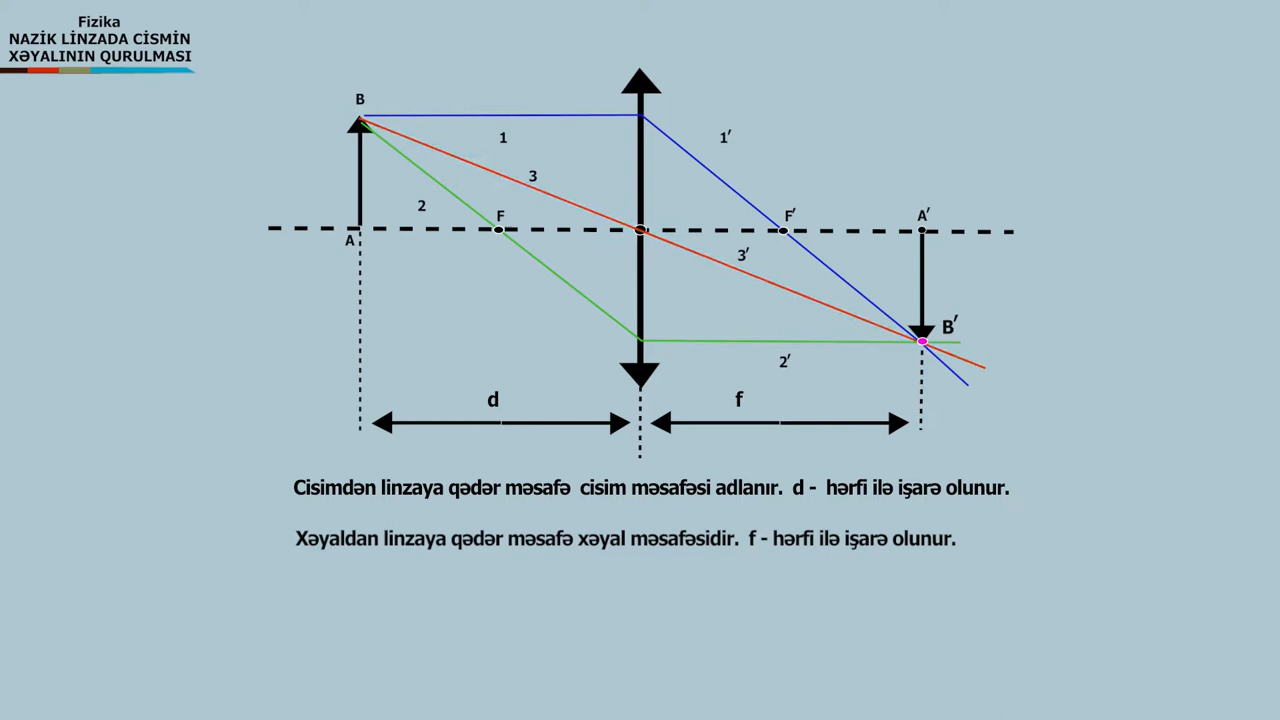 Fizika
NAZİK LİNZADA CİSMİN
XƏYALININ QURULMASI
B
1
1′
3
2
F
F′
A′
A
3′
B′
2′
d
f
Cisimdən linzaya qədər məsafə cisim məsafəsi adlanır. d - hərfi ilə işarə olunur.
Xəyaldan linzaya qədər məsafə xəyal məsafəsidir. f - hərfi ilə işarə olunur.